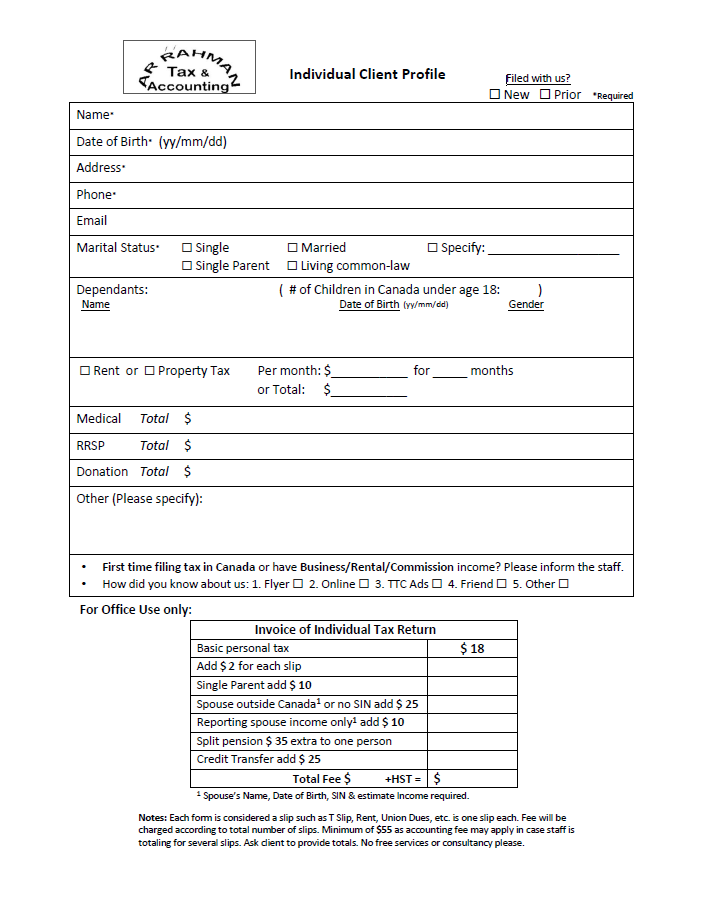 AR RAHMAN
Tax &
Accounting
Individual Client Profile
Filed with us?
☐ New ☐ Prior *Required
Name*
Date of Birth* (yy/mm/dd)
Address*
Phone*
Email
Marital Status* ☐ Single ☐ Married ☐ Specify: ____________________
☐ Single Parent ☐ Living common-law
Dependants: ( # of Children in Canada under age 18: )
Name Date of Birth (yy/mm/dd) Gender
☐ Rent or ☐ Property Tax Per month: $____________ for _____ months
or Total: $____________
Medical Total $
RRSP Total $
Donation Total $
Other (Please specify):
• First time filing tax in Canada or have Business/Rental/Commission income? Please inform the staff.
• How did you know about us: 1. Flyer ☐ 2. Online ☐ 3. TTC Ads ☐ 4. Friend ☐ 5. Other ☐
For Office Use only:
Invoice of Individual Tax Return
Basic personal tax $ 18
Add $ 2 for each slip
Single Parent add $ 10
Spouse outside Canada¹ or no SIN add $ 25
Reporting spouse income only¹ add $ 10
Split pension $ 35 extra to one person
Credit Transfer add $ 25
Total Fee $ +HST = $
¹ Spouse's Name, Date of Birth, SIN & estimate Income required.
Notes: Each form is considered a slip such as T Slip, Rent, Union Dues, etc. is one slip each. Fee will be
charged according to total number of slips. Minimum of $55 as accounting fee may apply in case staff is
totaling for several slips. Ask client to provide totals. No free services or consultancy please.